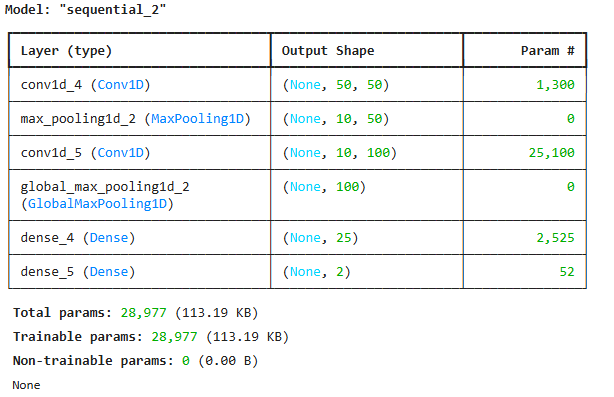 Model: "sequential_2"
Layer (type) Output Shape Param #
conv1d_4 (Conv1D) (None, 50, 50) 1,300
max_pooling1d_2 (MaxPooling1D) (None, 10, 50) 0
conv1d_5 (Conv1D) (None, 10, 100) 25,100
global_max_pooling1d_2 (None, 100) 0
(GlobalMaxPooling1D)
dense_4 (Dense) (None, 25) 2,525
dense_5 (Dense) (None, 2) 52
Total params: 28,977 (113.19 KB)
Trainable params: 28,977 (113.19 KB)
Non-trainable params: 0 (0.00 B)
None